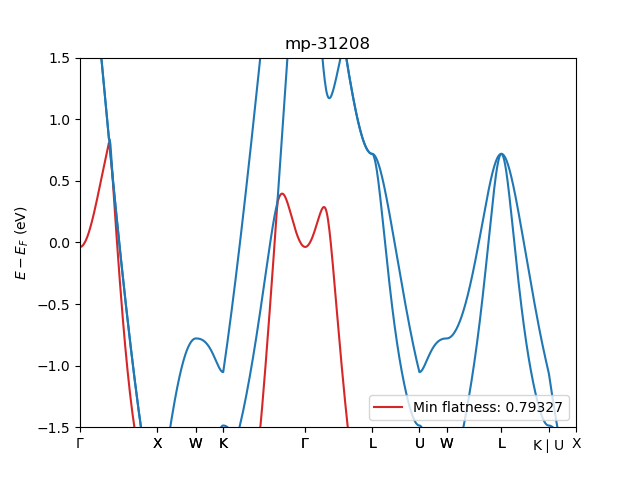 mp-31208
E − E_F (eV)
1.5
1.0
0.5
0.0
−0.5
−1.0
−1.5
Min flatness: 0.79327
Γ X W K Γ L U W L K | U X